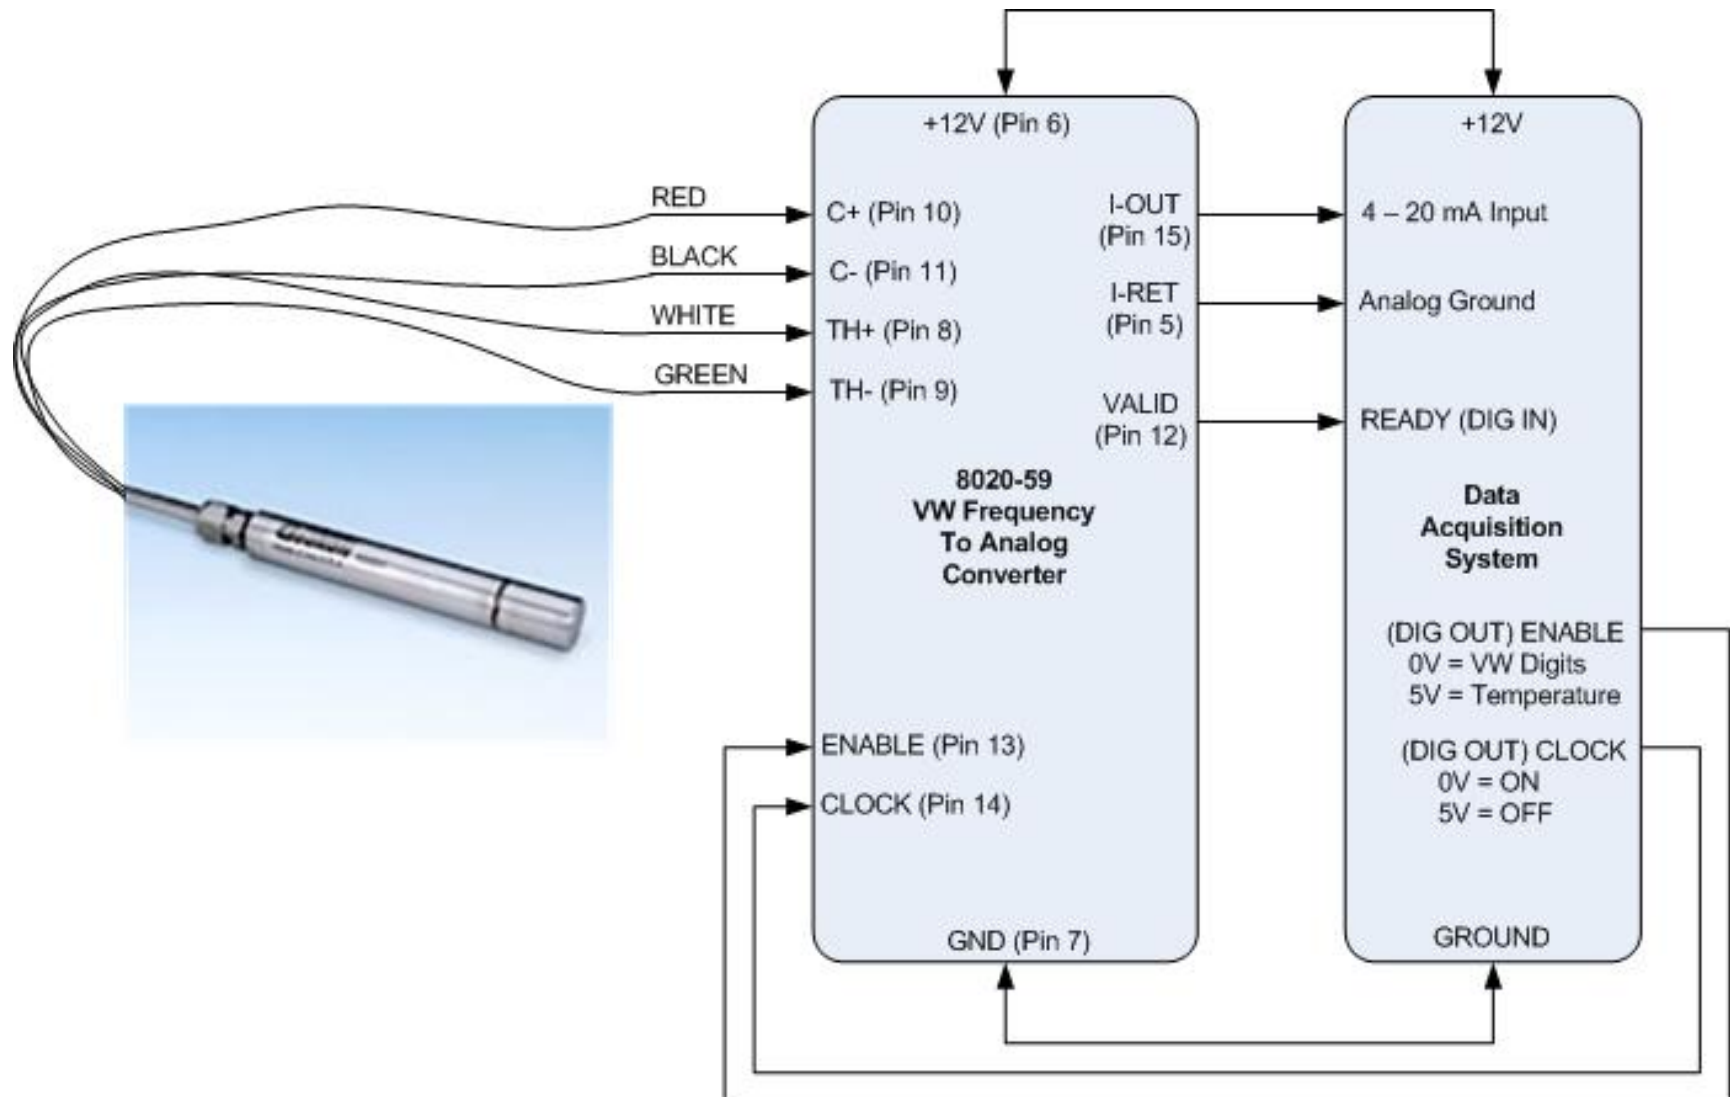 +12V (Pin 6)
+12V
RED
C+ (Pin 10)
I-OUT
(Pin 15)
4 – 20 mA Input
BLACK
C- (Pin 11)
WHITE
TH+ (Pin 8)
I-RET
(Pin 5)
Analog Ground
GREEN
TH- (Pin 9)
VALID
(Pin 12)
READY (DIG IN)
8020-59
VW Frequency
To Analog
Converter
Data
Acquisition
System
(DIG OUT) ENABLE
0V = VW Digits
5V = Temperature
ENABLE (Pin 13)
(DIG OUT) CLOCK
0V = ON
5V = OFF
CLOCK (Pin 14)
GND (Pin 7)
GROUND